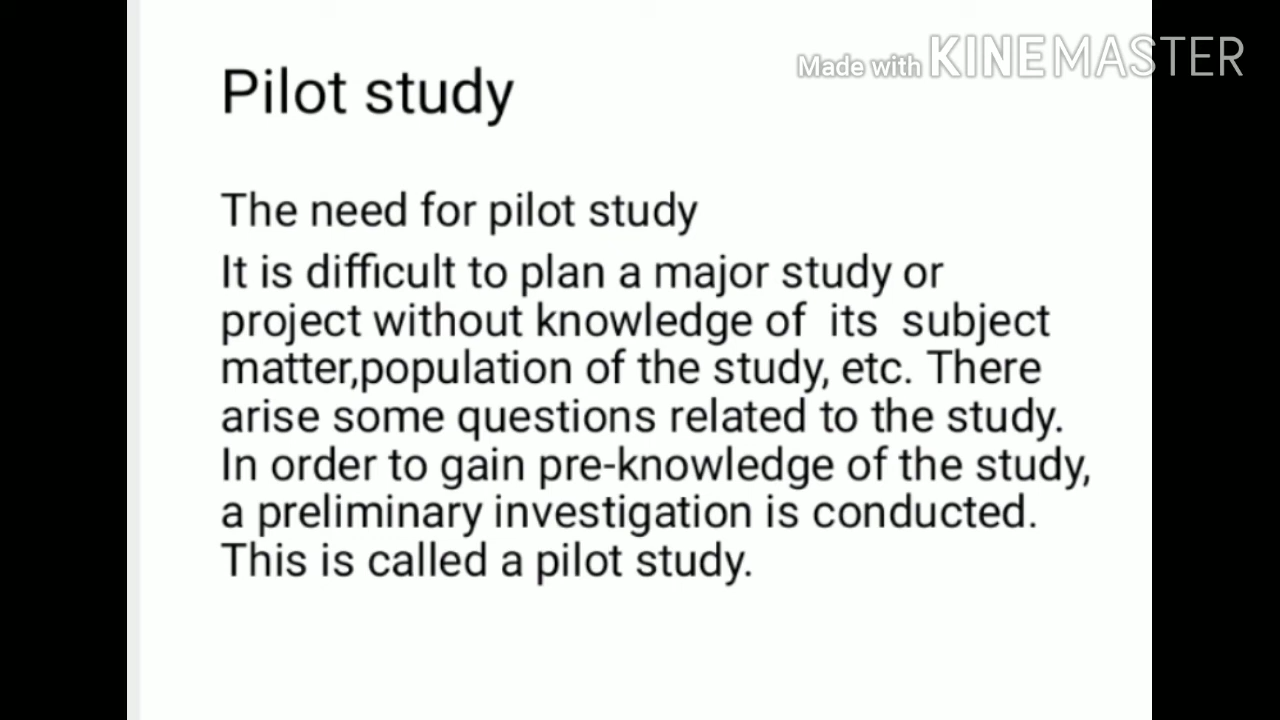 Made with KINEMASTER
Pilot study
The need for pilot study
It is difficult to plan a major study or
project without knowledge of its subject
matter,population of the study, etc. There
arise some questions related to the study.
In order to gain pre-knowledge of the study,
a preliminary investigation is conducted.
This is called a pilot study.